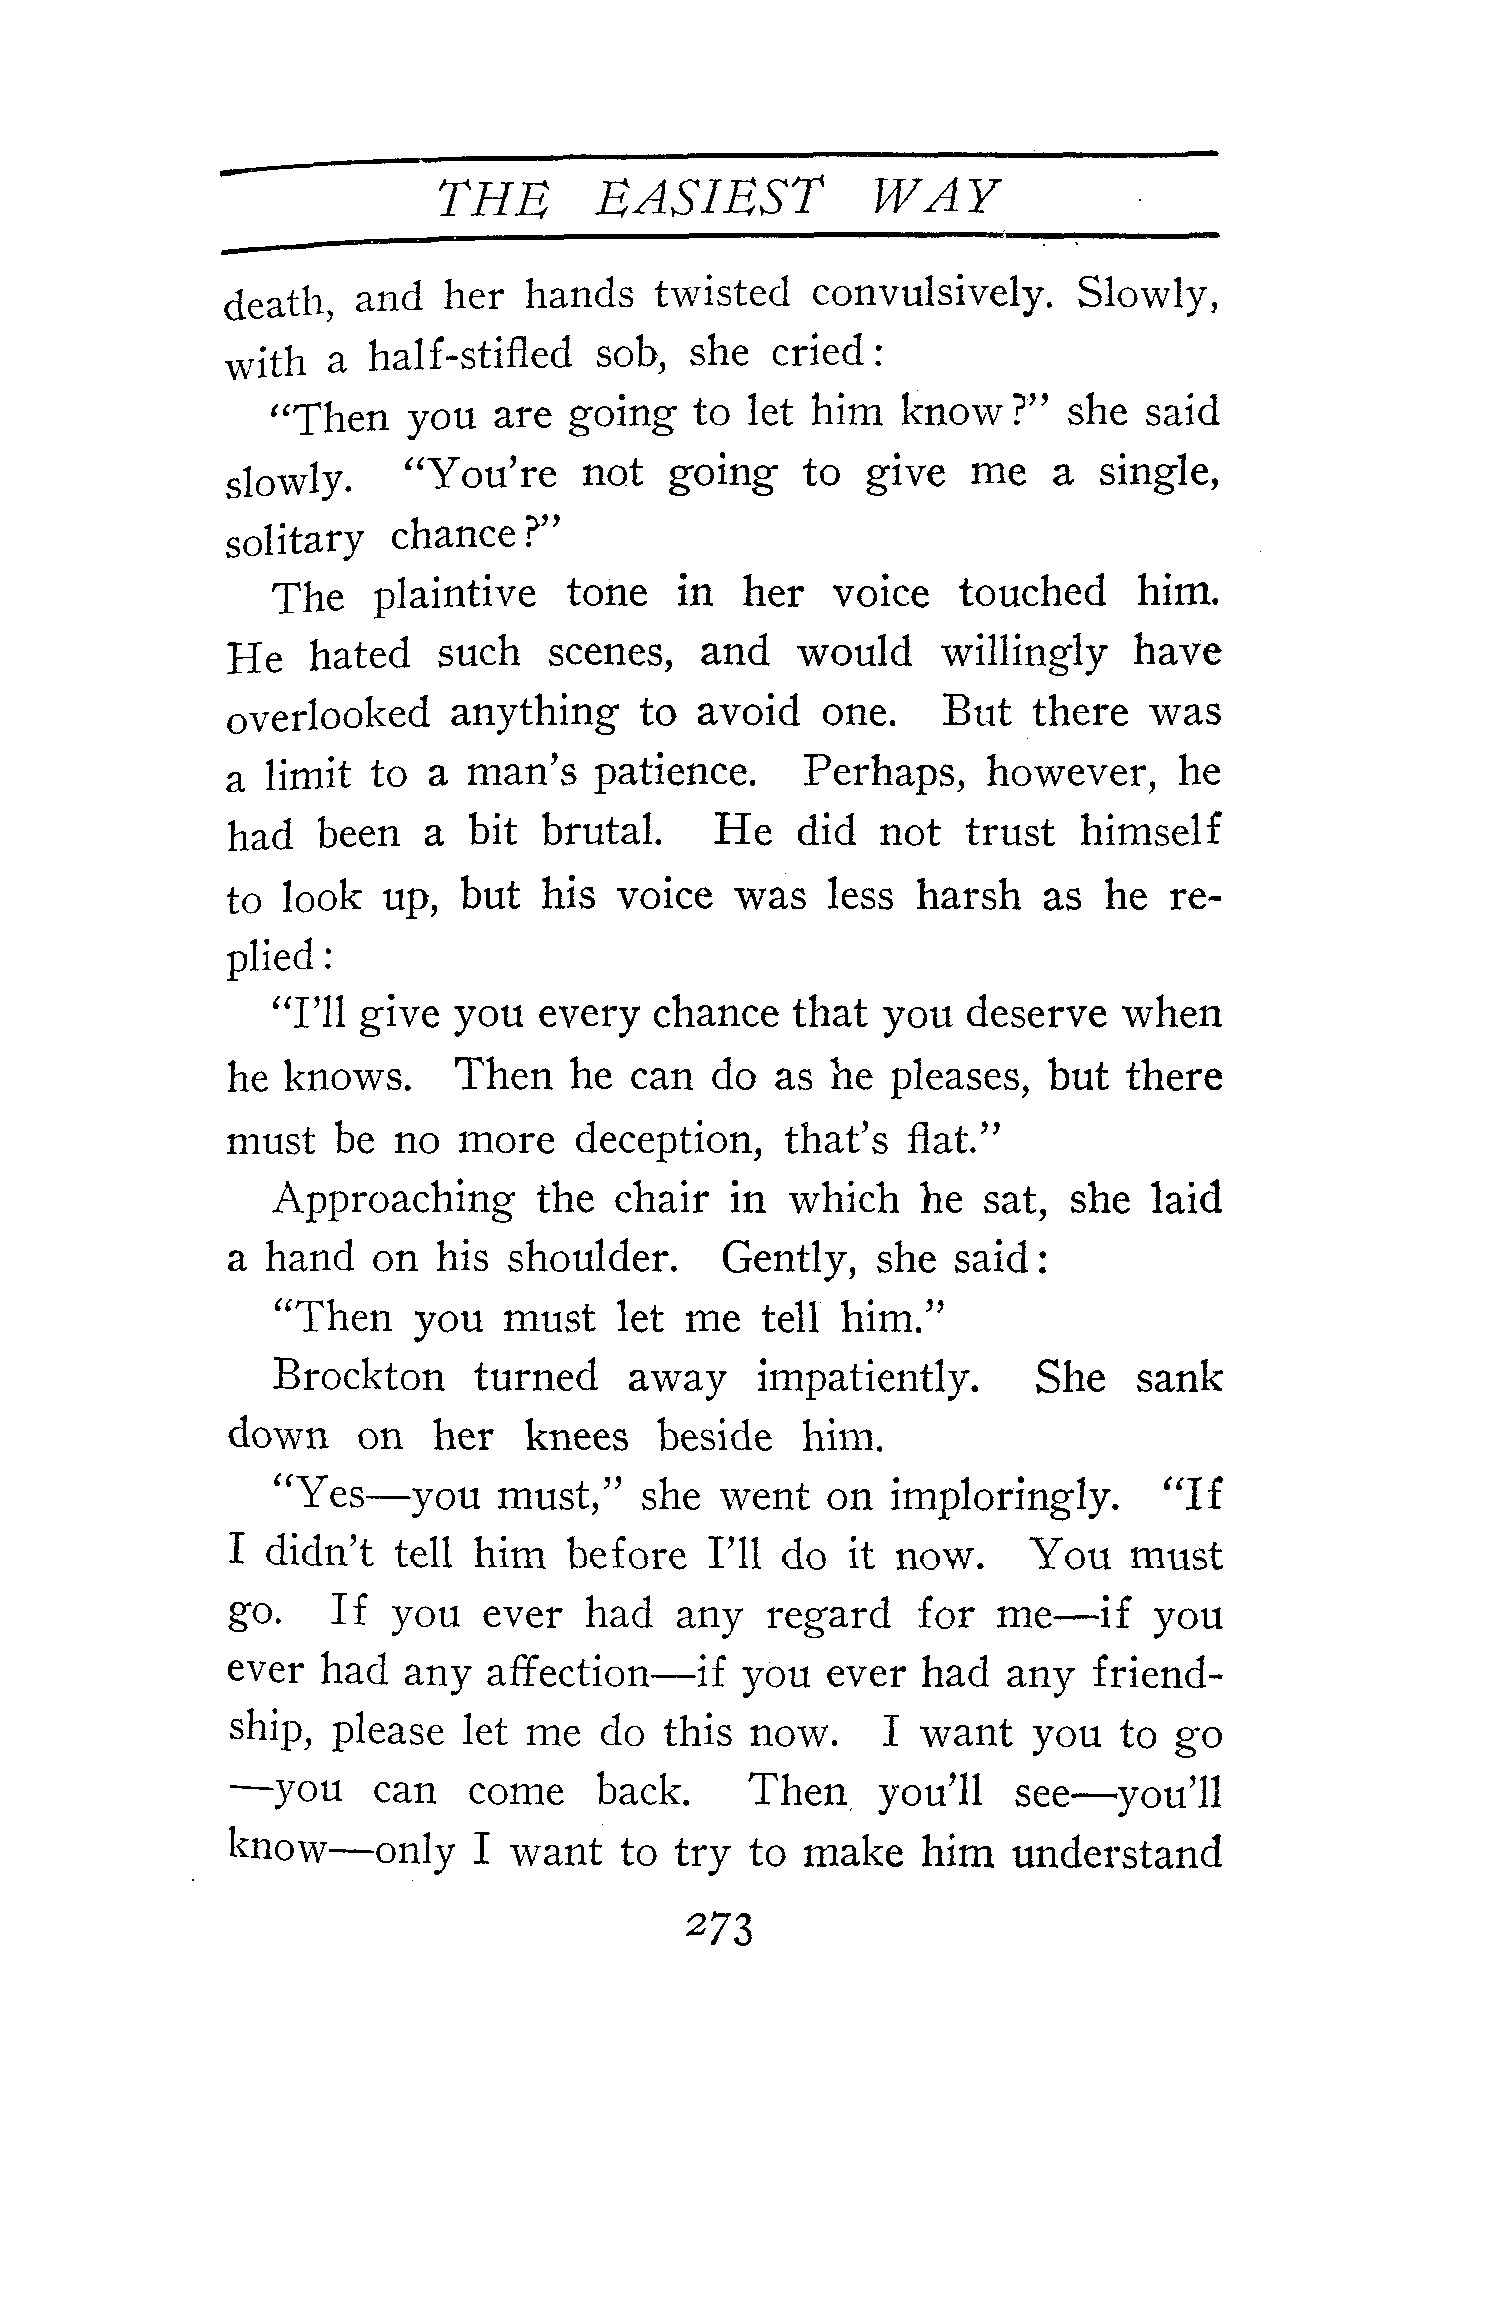 THE EASIEST WAY
death, and her hands twisted convulsively. Slowly,
with a half-stifled sob, she cried:
"Then you are going to let him know?" she said
slowly. "You're not going to give me a single,
solitary chance?"
The plaintive tone in her voice touched him.
He hated such scenes, and would willingly have
overlooked anything to avoid one. But there was
a limit to a man's patience. Perhaps, however, he
had been a bit brutal. He did not trust himself
to look up, but his voice was less harsh as he re-
plied:
"I'll give you every chance that you deserve when
he knows. Then he can do as he pleases, but there
must be no more deception, that's flat."
Approaching the chair in which he sat, she laid
a hand on his shoulder. Gently, she said:
"Then you must let me tell him."
Brockton turned away impatiently. She sank
down on her knees beside him.
"Yes—you must," she went on imploringly. "If
I didn't tell him before I'll do it now. You must
go. If you ever had any regard for me—if you
ever had any affection—if you ever had any friend-
ship, please let me do this now. I want you to go
—you can come back. Then you'll see—you'll
know—only I want to try to make him understand
273